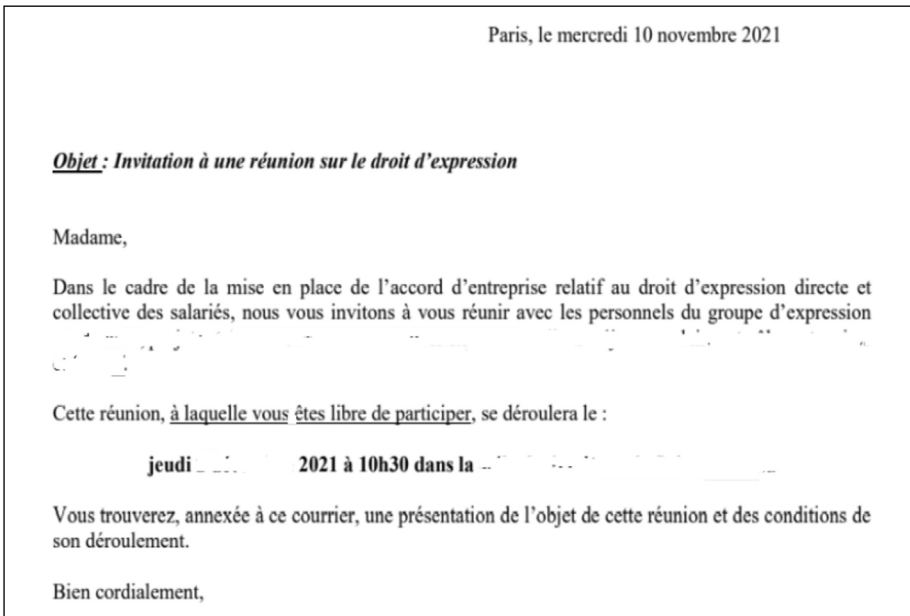 Paris, le mercredi 10 novembre 2021
Objet : Invitation à une réunion sur le droit d’expression
Madame,
Dans le cadre de la mise en place de l’accord d’entreprise relatif au droit d’expression directe et
collective des salariés, nous vous invitons à vous réunir avec les personnels du groupe d’expression
Cette réunion, à laquelle vous êtes libre de participer, se déroulera le :
jeudi 2021 à 10h30 dans la
Vous trouverez, annexée à ce courrier, une présentation de l’objet de cette réunion et des conditions de
son déroulement.
Bien cordialement,